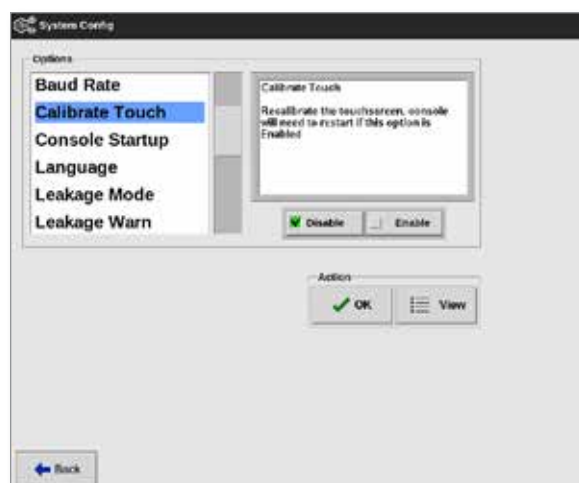 System Config
Options
Baud Rate
Calibrate Touch
Console Startup
Language
Leakage Mode
Leakage Warn
Calibrate Touch
Recalibrate the touchscreen, console
will need to restart if this option is
Enabled
Disable
Enable
Action
OK
View
Back